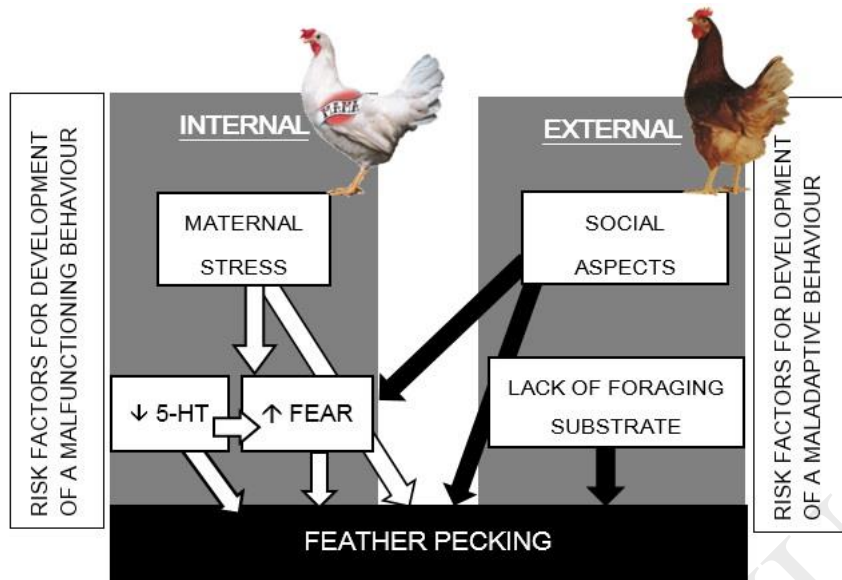 RISK FACTORS FOR DEVELOPMENT
OF A MALFUNCTIONING BEHAVIOUR
INTERNAL
MAMA
MATERNAL
STRESS
↓ 5-HT
↑ FEAR
EXTERNAL
SOCIAL
ASPECTS
LACK OF FORAGING
SUBSTRATE
RISK FACTORS FOR DEVELOPMENT
OF A MALADAPTIVE BEHAVIOUR
FEATHER PECKING